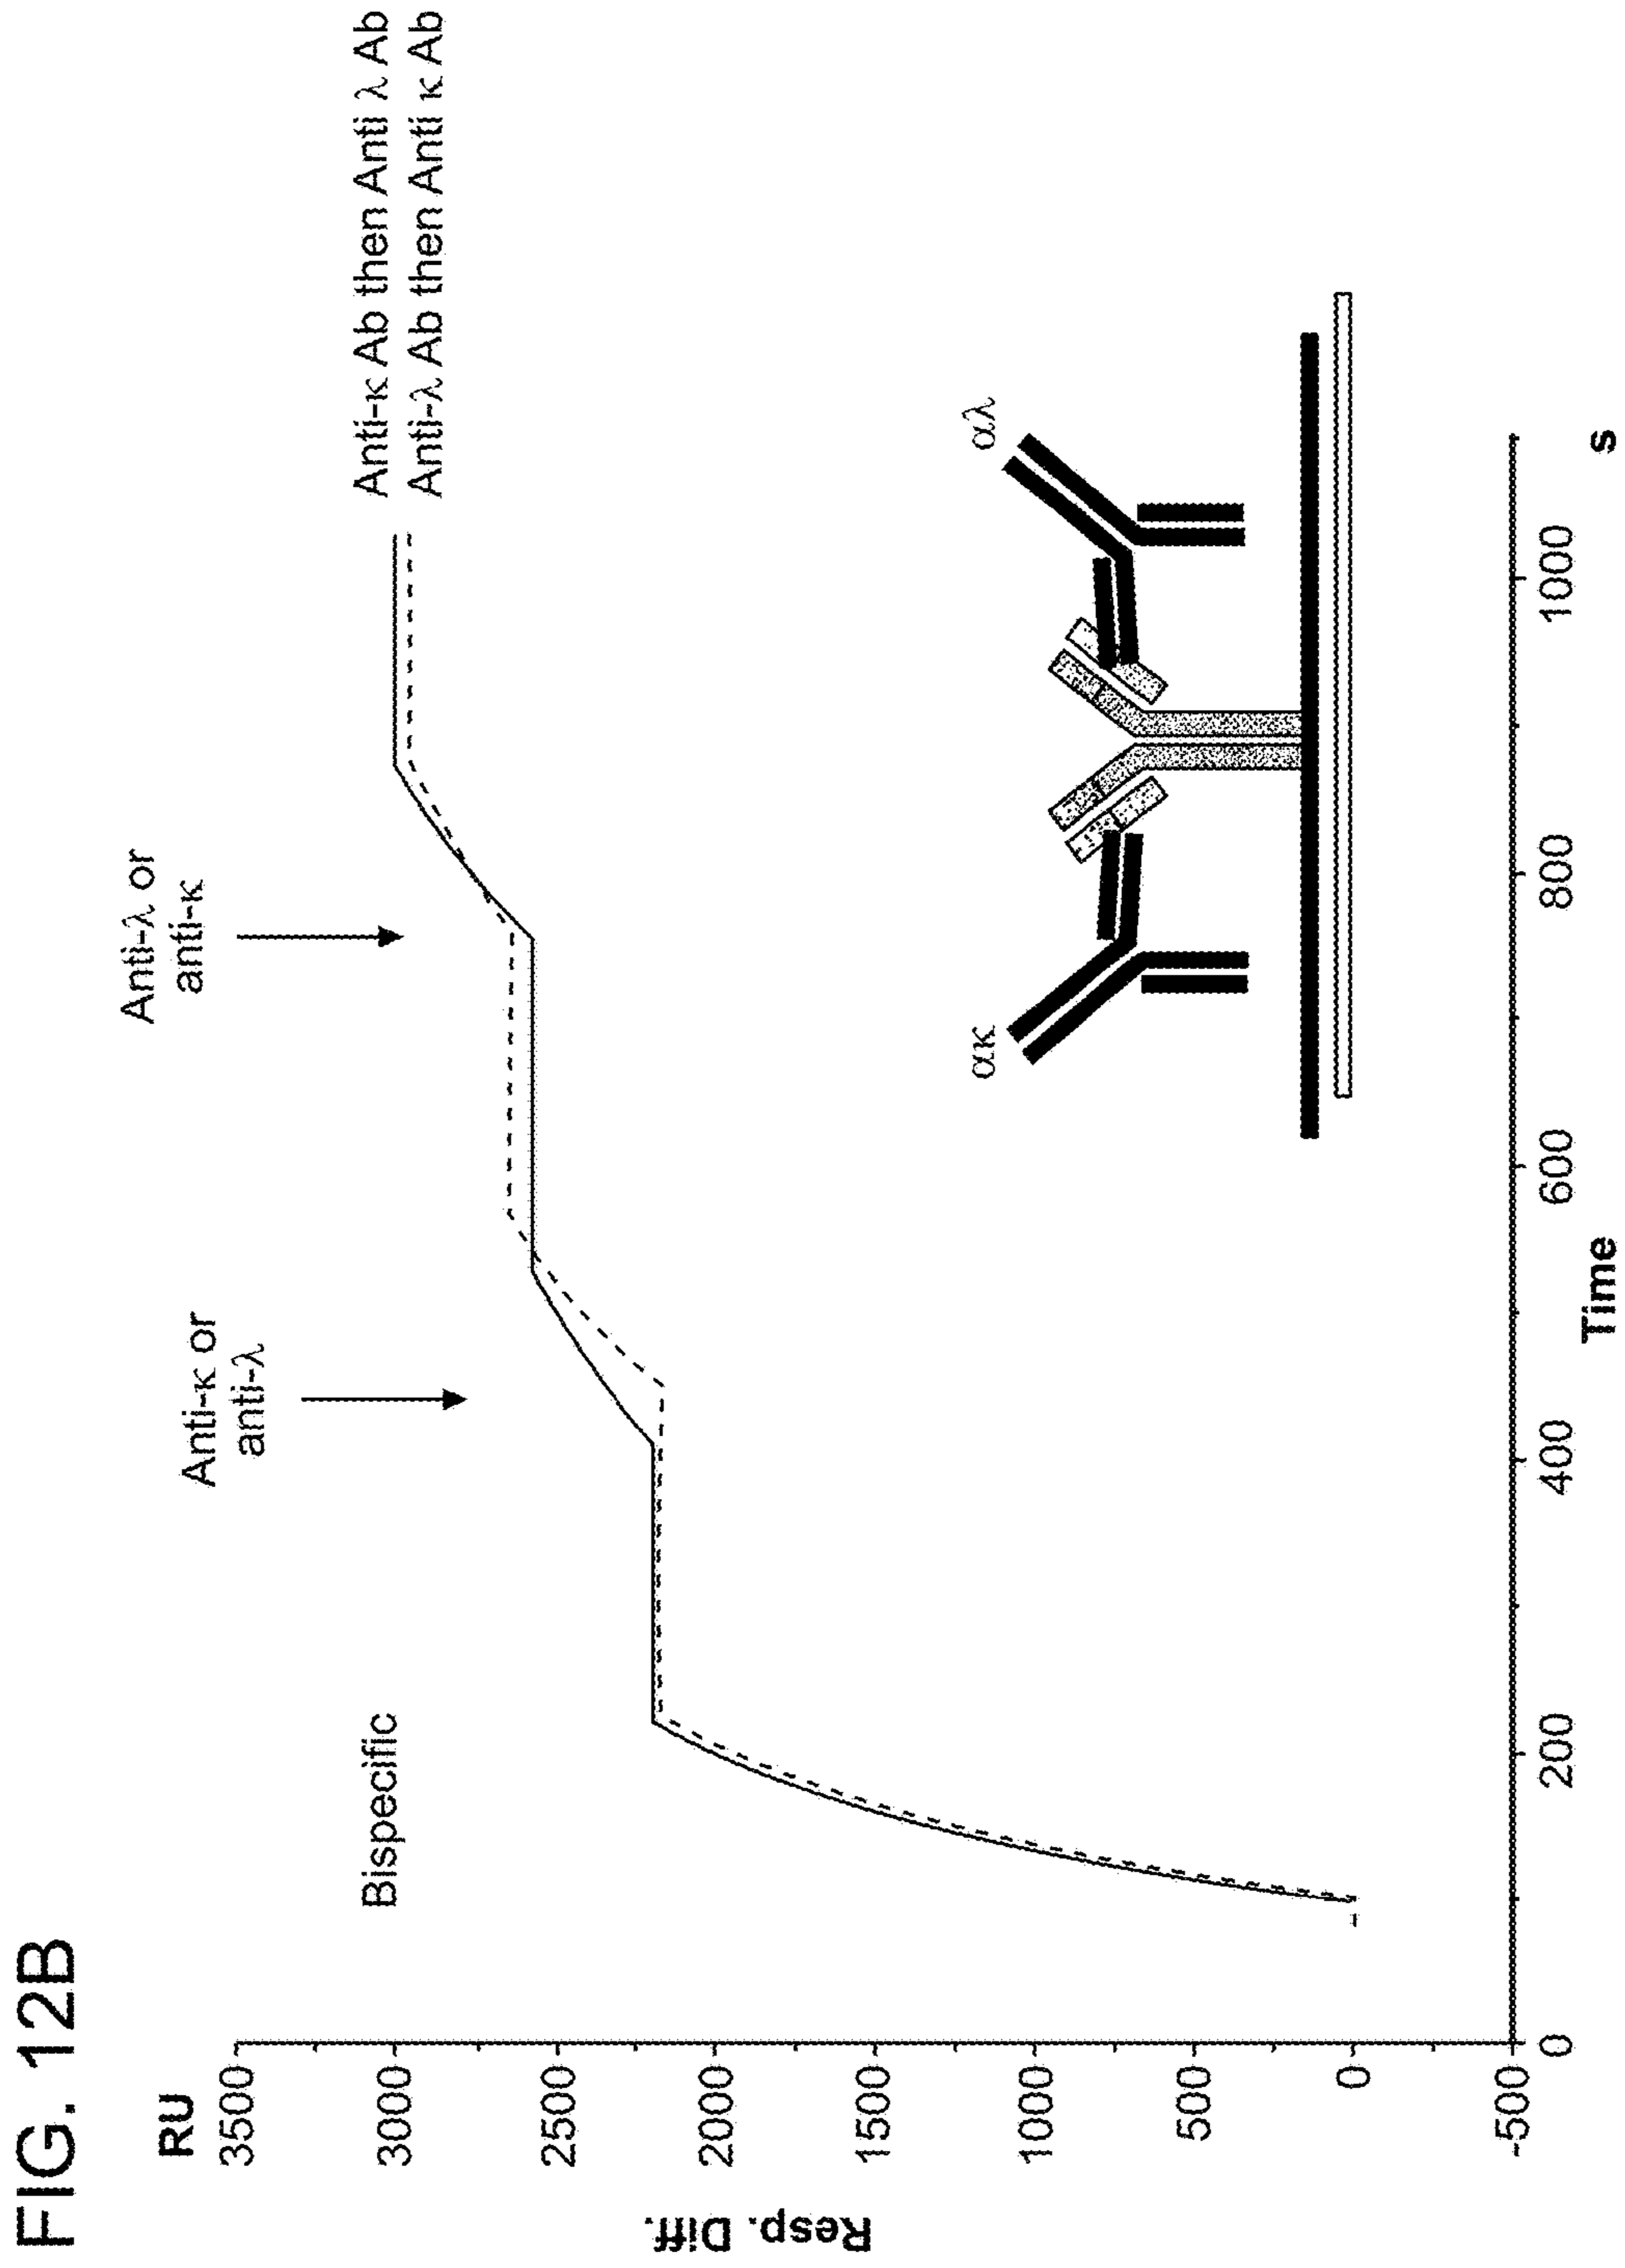 FIG. 12B
RU
3500
3000
2500
2000
1500
1000
500
0
-500
Resp. Diff.
Bispecific
Anti-κ or
anti-λ
Anti-λ or
anti-κ
Anti-κ Ab then Anti λ Ab
Anti-λ Ab then Anti κ Ab
ακ
αλ
0
200
400
600
800
1000
Time
s